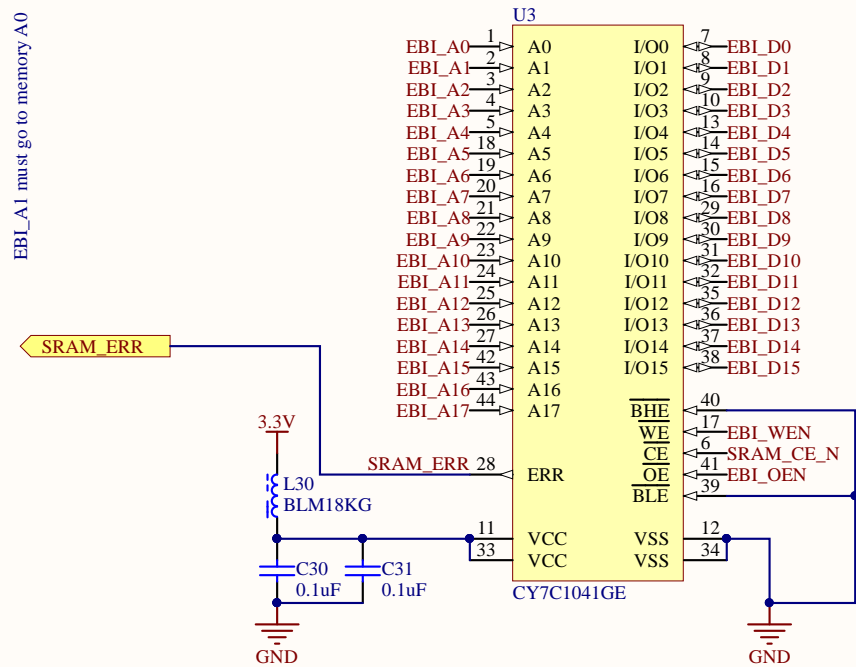 EBI_A1 must go to memory A0
U3
EBI_A0 1 A0 I/O0 7 EBI_D0
EBI_A1 2 A1 I/O1 8 EBI_D1
EBI_A2 3 A2 I/O2 9 EBI_D2
EBI_A3 4 A3 I/O3 10 EBI_D3
EBI_A4 5 A4 I/O4 13 EBI_D4
EBI_A5 18 A5 I/O5 14 EBI_D5
EBI_A6 19 A6 I/O6 15 EBI_D6
EBI_A7 20 A7 I/O7 16 EBI_D7
EBI_A8 21 A8 I/O8 29 EBI_D8
EBI_A9 22 A9 I/O9 30 EBI_D9
EBI_A10 23 A10 I/O10 31 EBI_D10
EBI_A11 24 A11 I/O11 32 EBI_D11
EBI_A12 25 A12 I/O12 35 EBI_D12
EBI_A13 26 A13 I/O13 36 EBI_D13
SRAM_ERR EBI_A14 27 A14 I/O14 37 EBI_D14
EBI_A15 42 A15 I/O15 38 EBI_D15
EBI_A16 43 A16
EBI_A17 44 A17 BHE 40
3.3V WE 17 EBI_WEN
CE 6 SRAM_CE_N
SRAM_ERR 28 ERR OE 41 EBI_OEN
L30 BLE 39
BLM18KG
11 VCC VSS 12
33 VCC VSS 34
C30 C31
0.1uF 0.1uF CY7C1041GE
GND GND